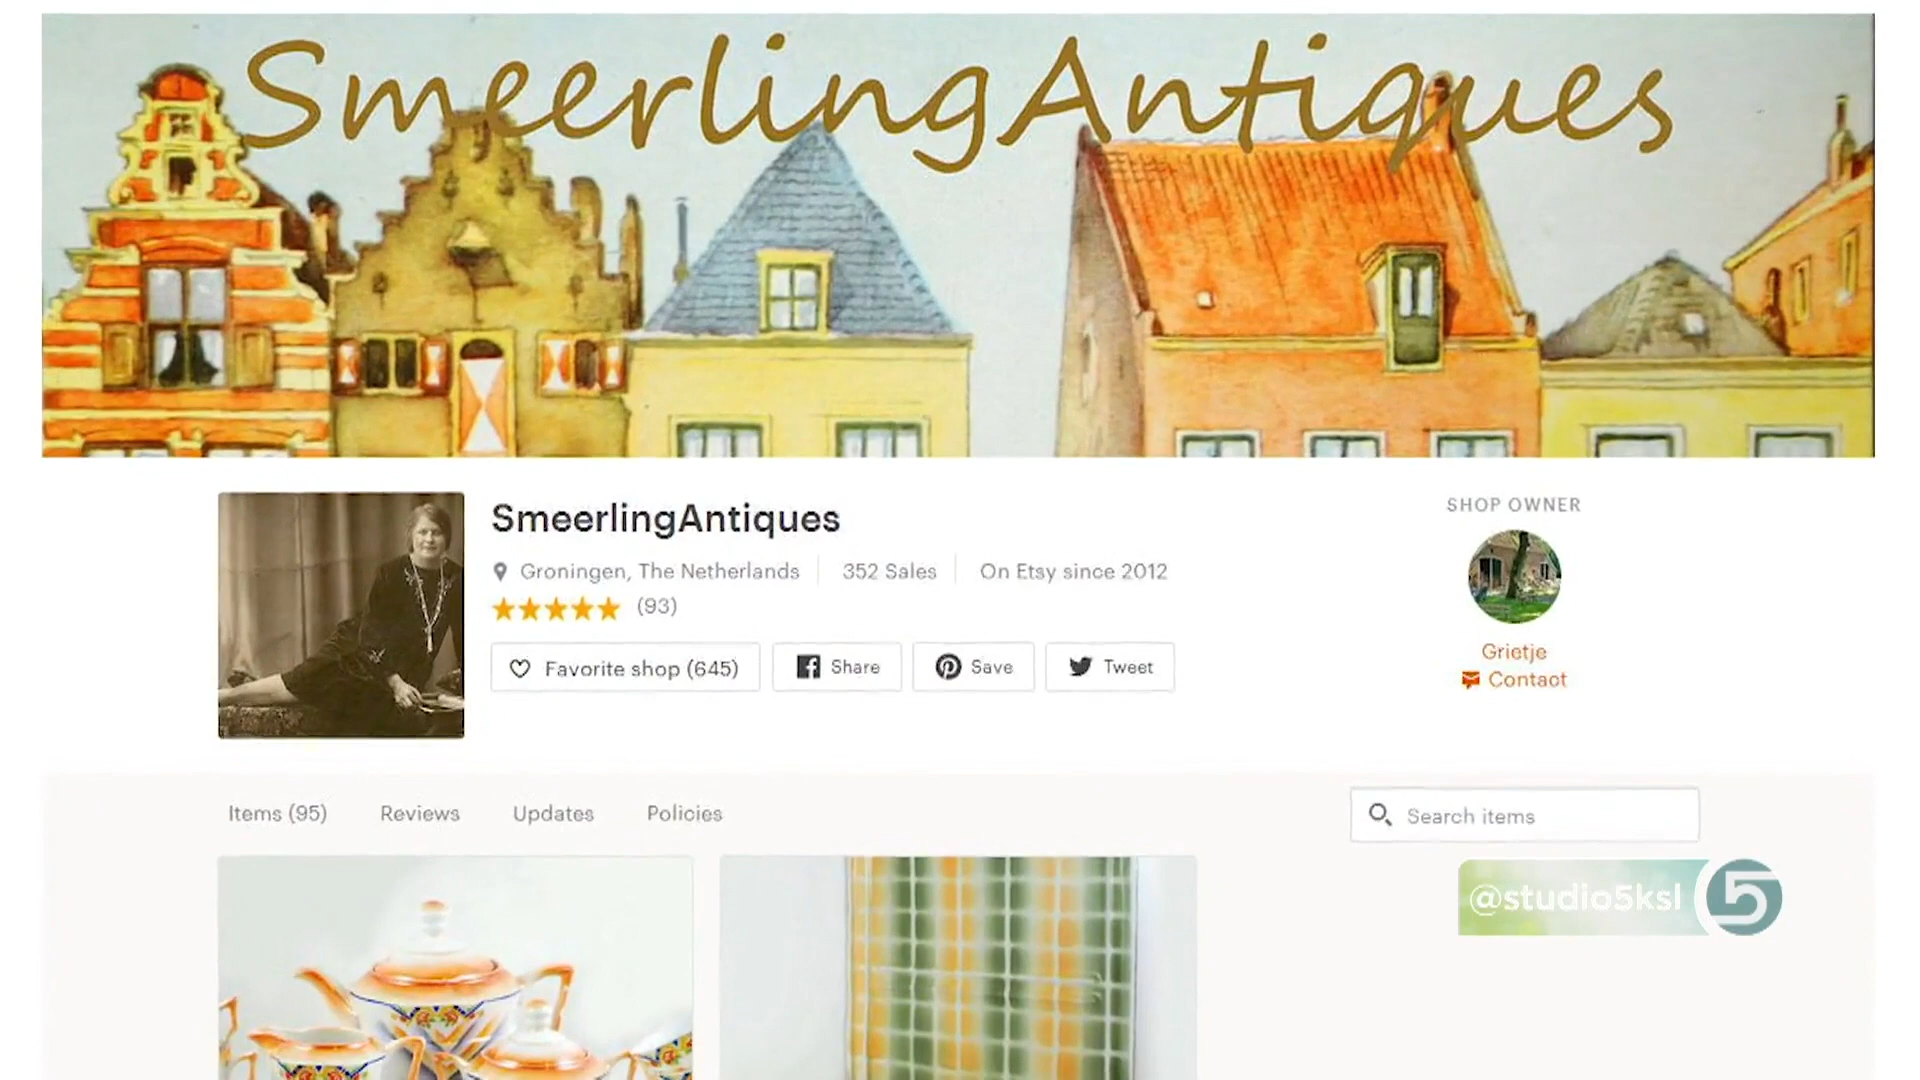 SmeerlingAntiques
SmeerlingAntiques
Groningen, The Netherlands
352 Sales
On Etsy since 2012
(93)
Favorite shop (645)
Share
Save
Tweet
SHOP OWNER
Grietje
Contact
Items (95)
Reviews
Updates
Policies
Search items
@studio5ksl 5